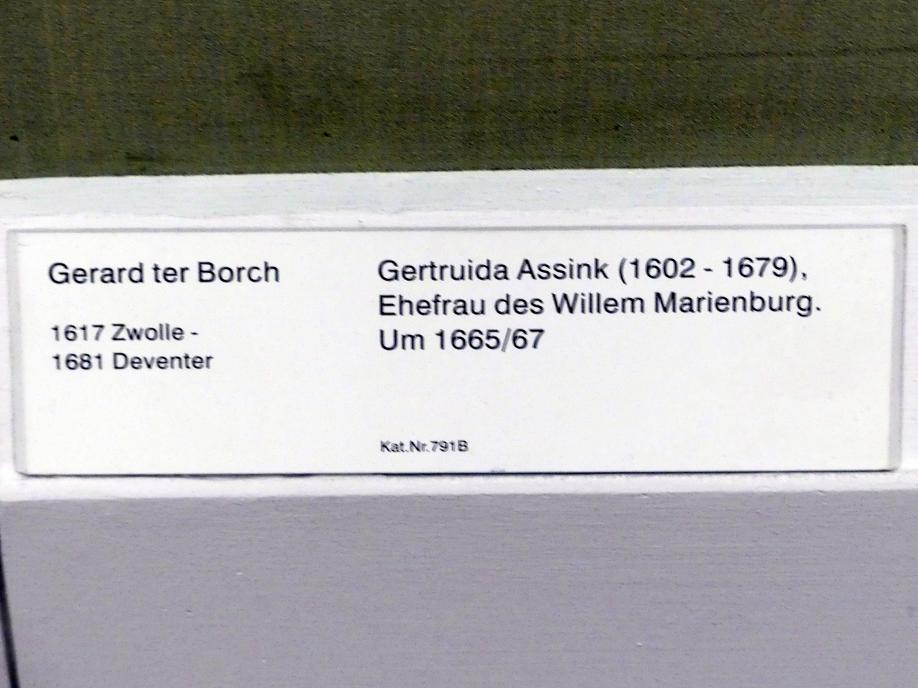 Gerard ter Borch
1617 Zwolle -
1681 Deventer
Gertruida Assink (1602 - 1679),
Ehefrau des Willem Marienburg.
Um 1665/67
Kat.Nr.791B